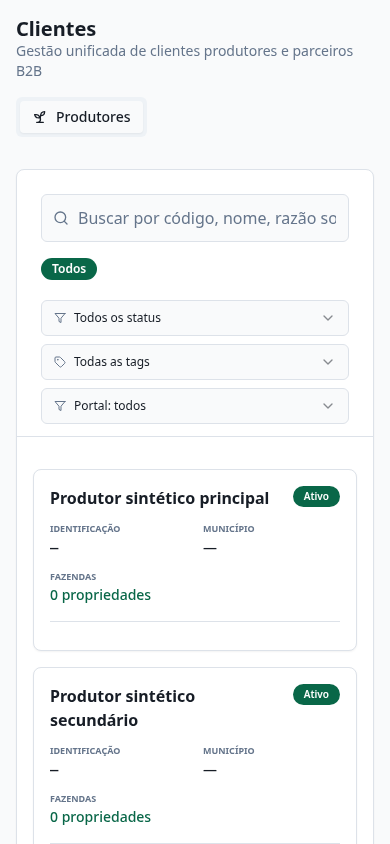 Clientes
Gestão unificada de clientes produtores e parceiros
B2B
Produtores
Buscar por código, nome, razão so
Todos
Todos os status
Todas as tags
Portal: todos
Produtor sintético principal
Ativo
IDENTIFICAÇÃO
MUNICÍPIO
—
—
FAZENDAS
0 propriedades
Produtor sintético
secundário
Ativo
IDENTIFICAÇÃO
MUNICÍPIO
—
—
FAZENDAS
0 propriedades